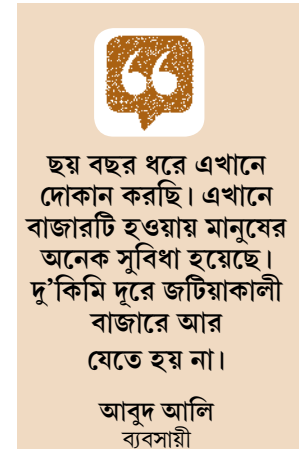 ছয় বছর ধরে এখানে
দোকান করছি। এখানে
বাজারটি হওয়ায় মানুষের
অনেক সুবিধা হয়েছে।
দু’কিমি দূরে জটিয়াকালী
বাজারে আর
যেতে হয় না।
আবুদ আলি
ব্যবসায়ী